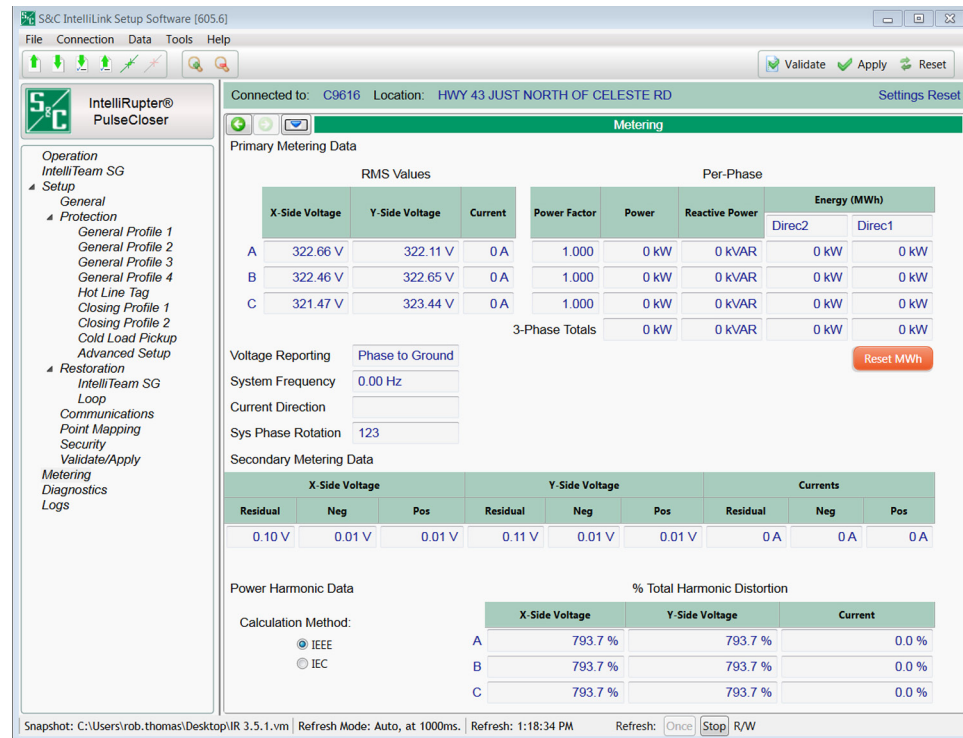 S&C IntelliLink Setup Software [605.6]
File Connection Data Tools Help
Validate Apply Reset
S&C IntelliRupter® PulseCloser
Connected to: C9616 Location: HWY 43 JUST NORTH OF CELESTE RD Settings Reset
Metering
Operation
IntelliTeam SG
Setup
General
Protection
General Profile 1
General Profile 2
General Profile 3
General Profile 4
Hot Line Tag
Closing Profile 1
Closing Profile 2
Cold Load Pickup
Advanced Setup
Restoration
IntelliTeam SG
Loop
Communications
Point Mapping
Security
Validate/Apply
Metering
Diagnostics
Logs
Primary Metering Data
RMS Values Per-Phase
X-Side Voltage Y-Side Voltage Current Power Factor Power Reactive Power Energy (MWh)
Direc2 Direc1
A 322.66 V 322.11 V 0 A 1.000 0 kW 0 kVAR 0 kW 0 kW
B 322.46 V 322.65 V 0 A 1.000 0 kW 0 kVAR 0 kW 0 kW
C 321.47 V 323.44 V 0 A 1.000 0 kW 0 kVAR 0 kW 0 kW
3-Phase Totals 0 kW 0 kVAR 0 kW 0 kW
Voltage Reporting Phase to Ground Reset MWh
System Frequency 0.00 Hz
Current Direction
Sys Phase Rotation 123
Secondary Metering Data
X-Side Voltage Y-Side Voltage Currents
Residual Neg Pos Residual Neg Pos Residual Neg Pos
0.10 V 0.01 V 0.01 V 0.11 V 0.01 V 0.01 V 0 A 0 A 0 A
Power Harmonic Data % Total Harmonic Distortion
Calculation Method:
IEEE
IEC
X-Side Voltage Y-Side Voltage Current
A 793.7 % 793.7 % 0.0 %
B 793.7 % 793.7 % 0.0 %
C 793.7 % 793.7 % 0.0 %
Snapshot: C:\Users\rob.thomas\Desktop\IR 3.5.1.vm Refresh Mode: Auto, at 1000ms. Refresh: 1:18:34 PM Refresh: Once Stop R/W